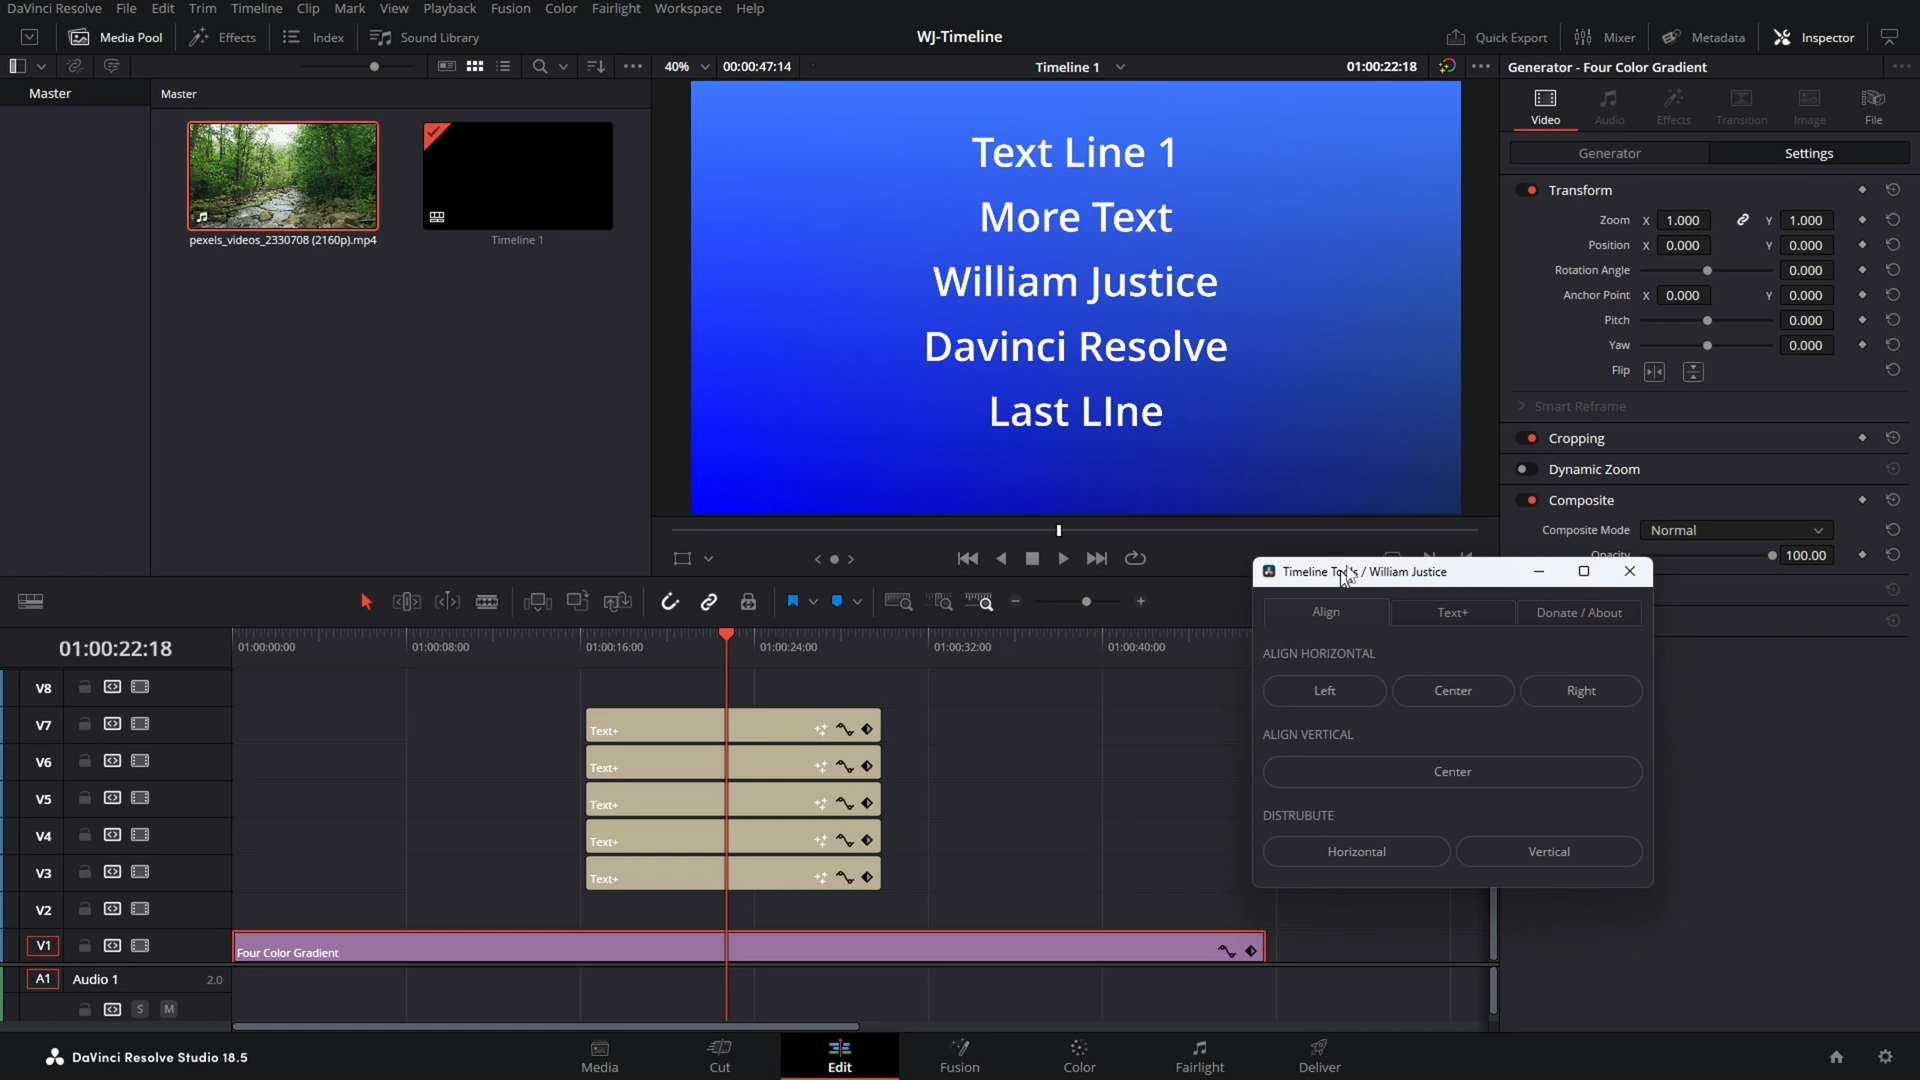 DaVinci Resolve File Edit Trim Timeline Clip Mark View Playback Fusion Color Fairlight Workspace Help
Media Pool Effects Index Sound Library WJ-Timeline Quick Export Mixer Metadata Inspector
40% 00:00:47:14 Timeline 1 01:00:22:18 Generator - Four Color Gradient
Master Master
Video Audio Effects Transition Image File
Generator Settings
Transform
Zoom X 1.000 Y 1.000
Position X 0.000 Y 0.000
Rotation Angle 0.000
Anchor Point X 0.000 Y 0.000
Pitch 0.000
Yaw 0.000
Flip
Smart Reframe
Cropping
Dynamic Zoom
Composite
Composite Mode Normal
100.00
pexels_videos_2330708 (2160p).mp4 Timeline 1
Text Line 1
More Text
William Justice
Davinci Resolve
Last LIne
01:00:22:18 01:00:00:00 01:00:08:00 01:00:16:00 01:00:24:00 01:00:32:00 01:00:40:00
V8
V7 Text+
V6 Text+
V5 Text+
V4 Text+
V3 Text+
V2
V1 Four Color Gradient
A1 Audio 1 2.0
S M
/ William Justice
Align Text+ Donate / About
ALIGN HORIZONTAL
Left Center Right
ALIGN VERTICAL
Center
DISTRUBUTE
Horizontal Vertical
DaVinci Resolve Studio 18.5 Media Cut Edit Fusion Color Fairlight Deliver